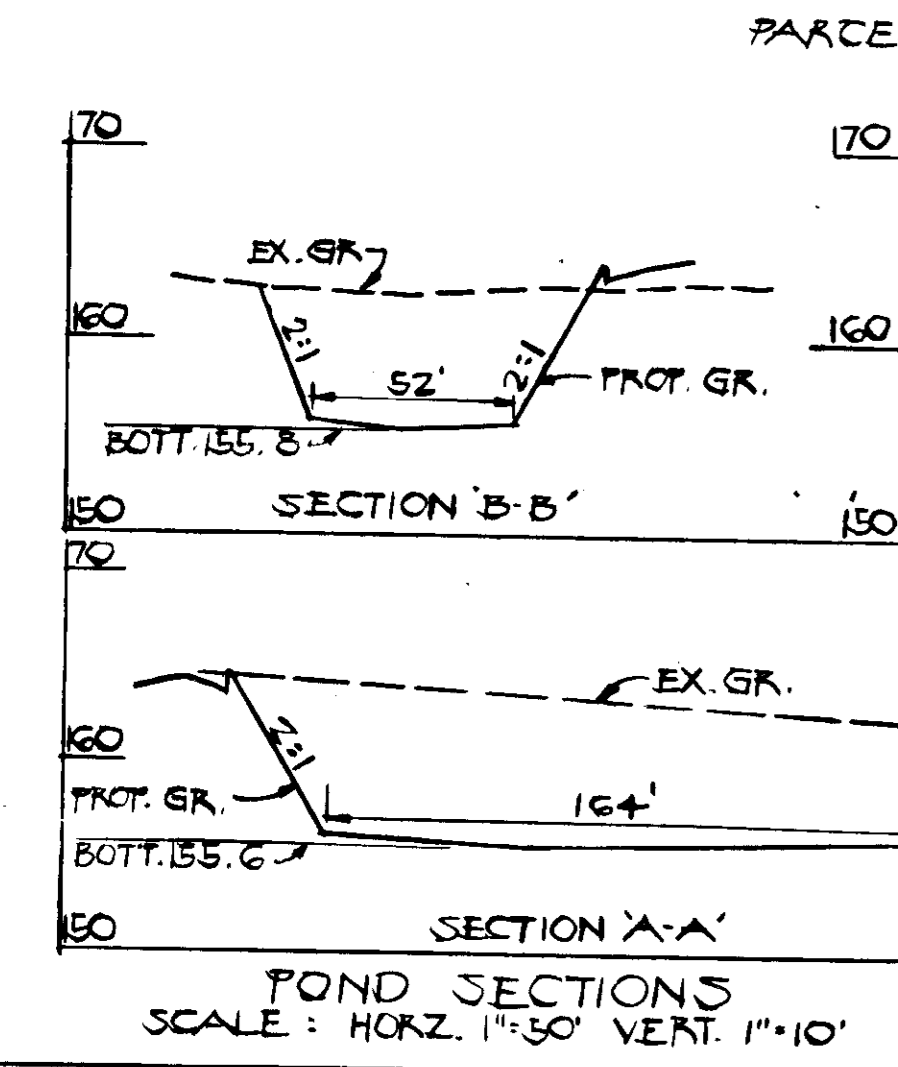 PARCE
170
170
EX. GR
160
160
2:1
2:1
52'
PROP. GR.
BOTT. 155.8
150
SECTION 'B-B'
150
170
EX. GR.
160
2:1
PROP. GR.
164'
BOTT. 155.6
150
SECTION 'A-A'
POND SECTIONS
SCALE : HORZ. 1"=50' VERT. 1"=10'